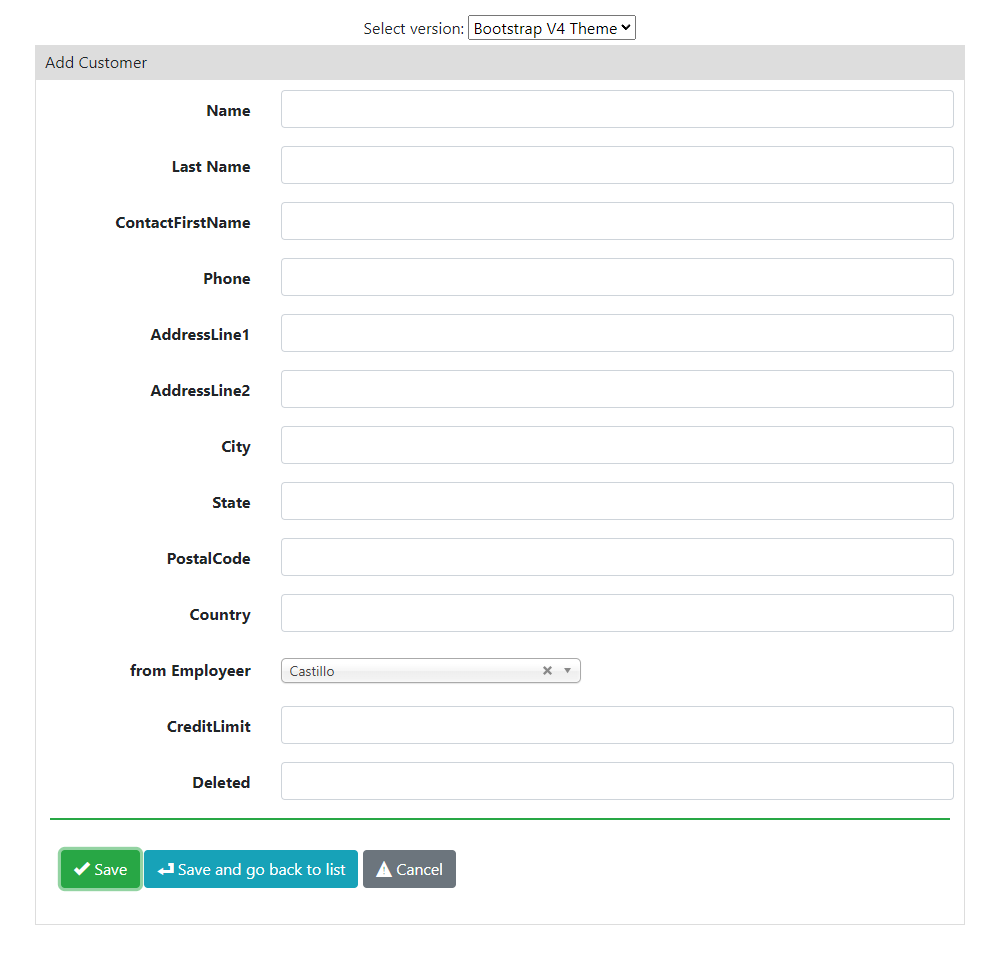 Select version: Bootstrap V4 Theme
Add Customer
Name
Last Name
ContactFirstName
Phone
AddressLine1
AddressLine2
City
State
PostalCode
Country
from Employeer Castillo
CreditLimit
Deleted
Save Save and go back to list Cancel